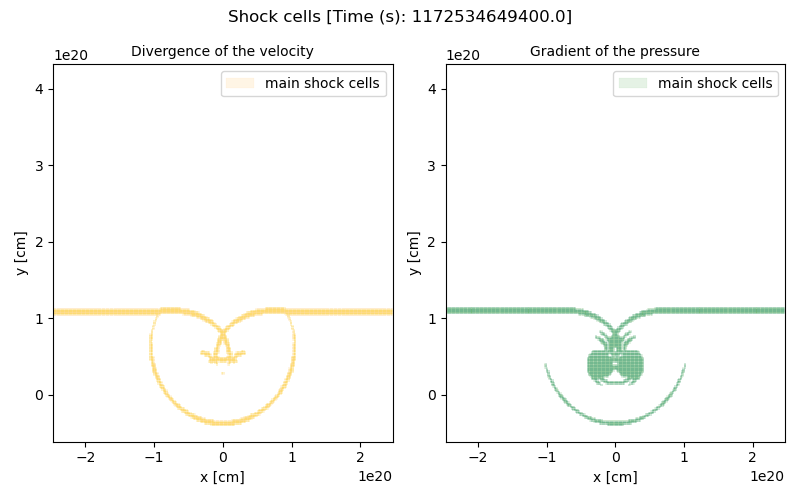 Shock cells [Time (s): 1172534649400.0]
Divergence of the velocity
Gradient of the pressure
1e20
1e20
main shock cells
main shock cells
4
3
2
1
0
4
3
2
1
0
y [cm]
y [cm]
−2
−1
0
1
2
−2
−1
0
1
2
x [cm]
1e20
x [cm]
1e20